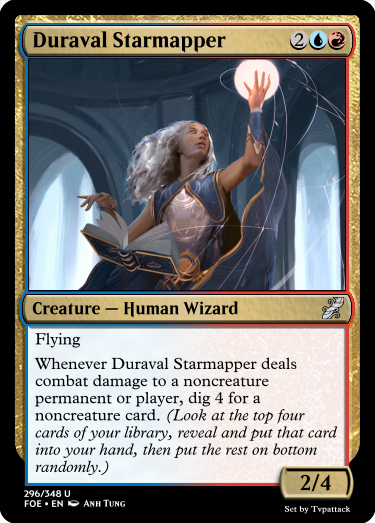 Duraval Starmapper 2UR
Creature — Human Wizard
Flying
Whenever Duraval Starmapper deals
combat damage to a noncreature
permanent or player, dig 4 for a
noncreature card. (Look at the top four
cards of your library, reveal and put that card
into your hand, then put the rest on bottom
randomly.)
2/4
296/348 U
FOE • EN Anh Tung
Set by Tvpattack